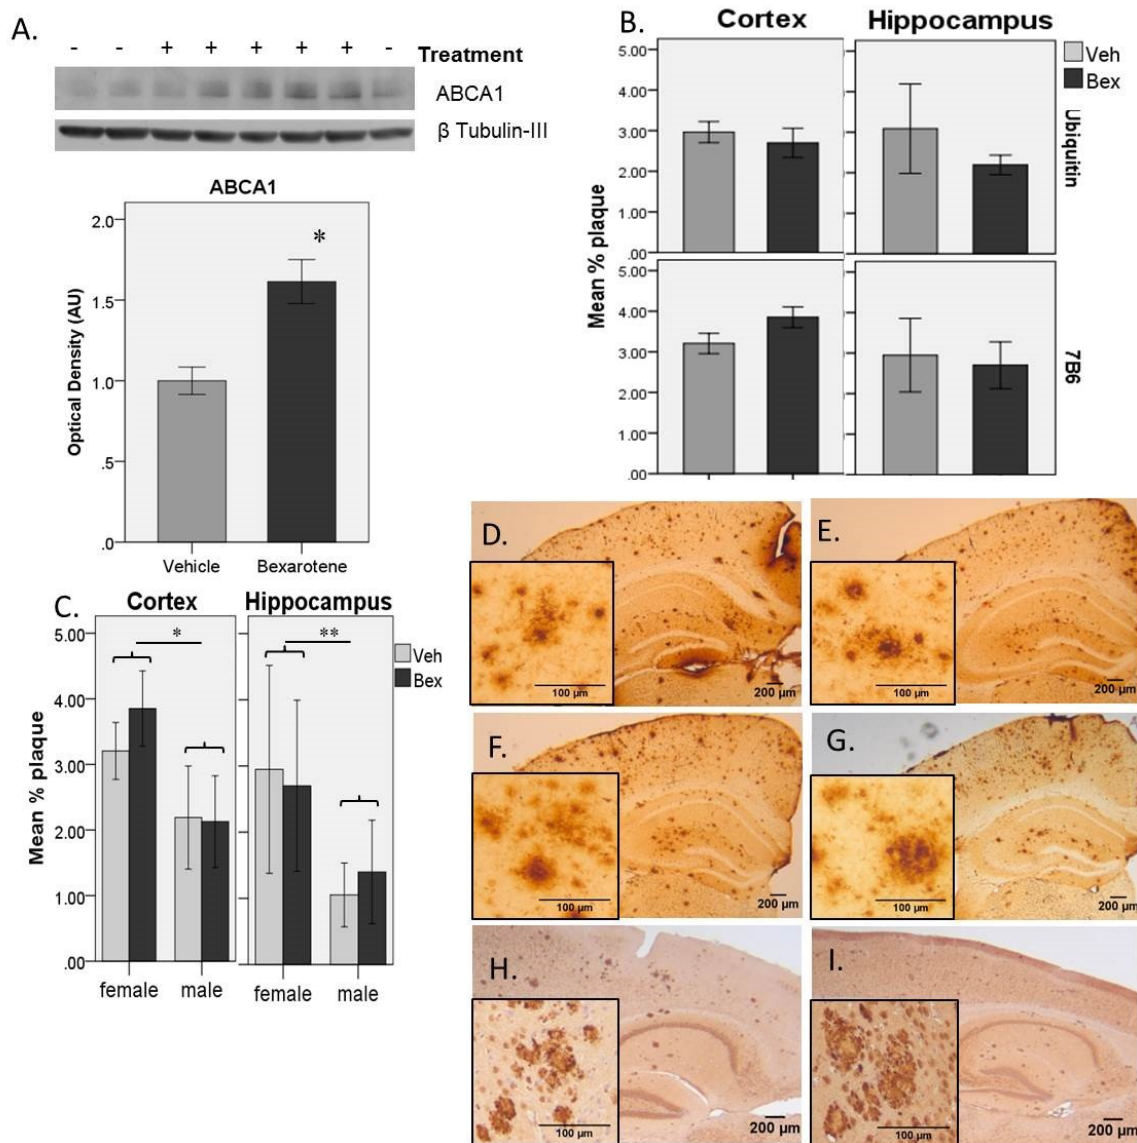 A.
- - + + + + + -
Treatment
ABCA1
β Tubulin-III
ABCA1
2.0
*
1.5
1.0
.5
.0
Optical Density (AU)
Vehicle Bexarotene
B.
Cortex Hippocampus
Veh
Bex
5.00
4.00
3.00
2.00
1.00
.00
Ubiquitin
5.00
4.00
3.00
2.00
1.00
.00
7B6
Mean % plaque
C.
Cortex Hippocampus
Veh
Bex
5.00
* **
4.00
3.00
2.00
1.00
.00
Mean % plaque
female male female male
D.
100 µm
200 µm
E.
100 µm
200 µm
F.
100 µm
200 µm
G.
100 µm
200 µm
H.
100 µm
200 µm
I.
100 µm
200 µm